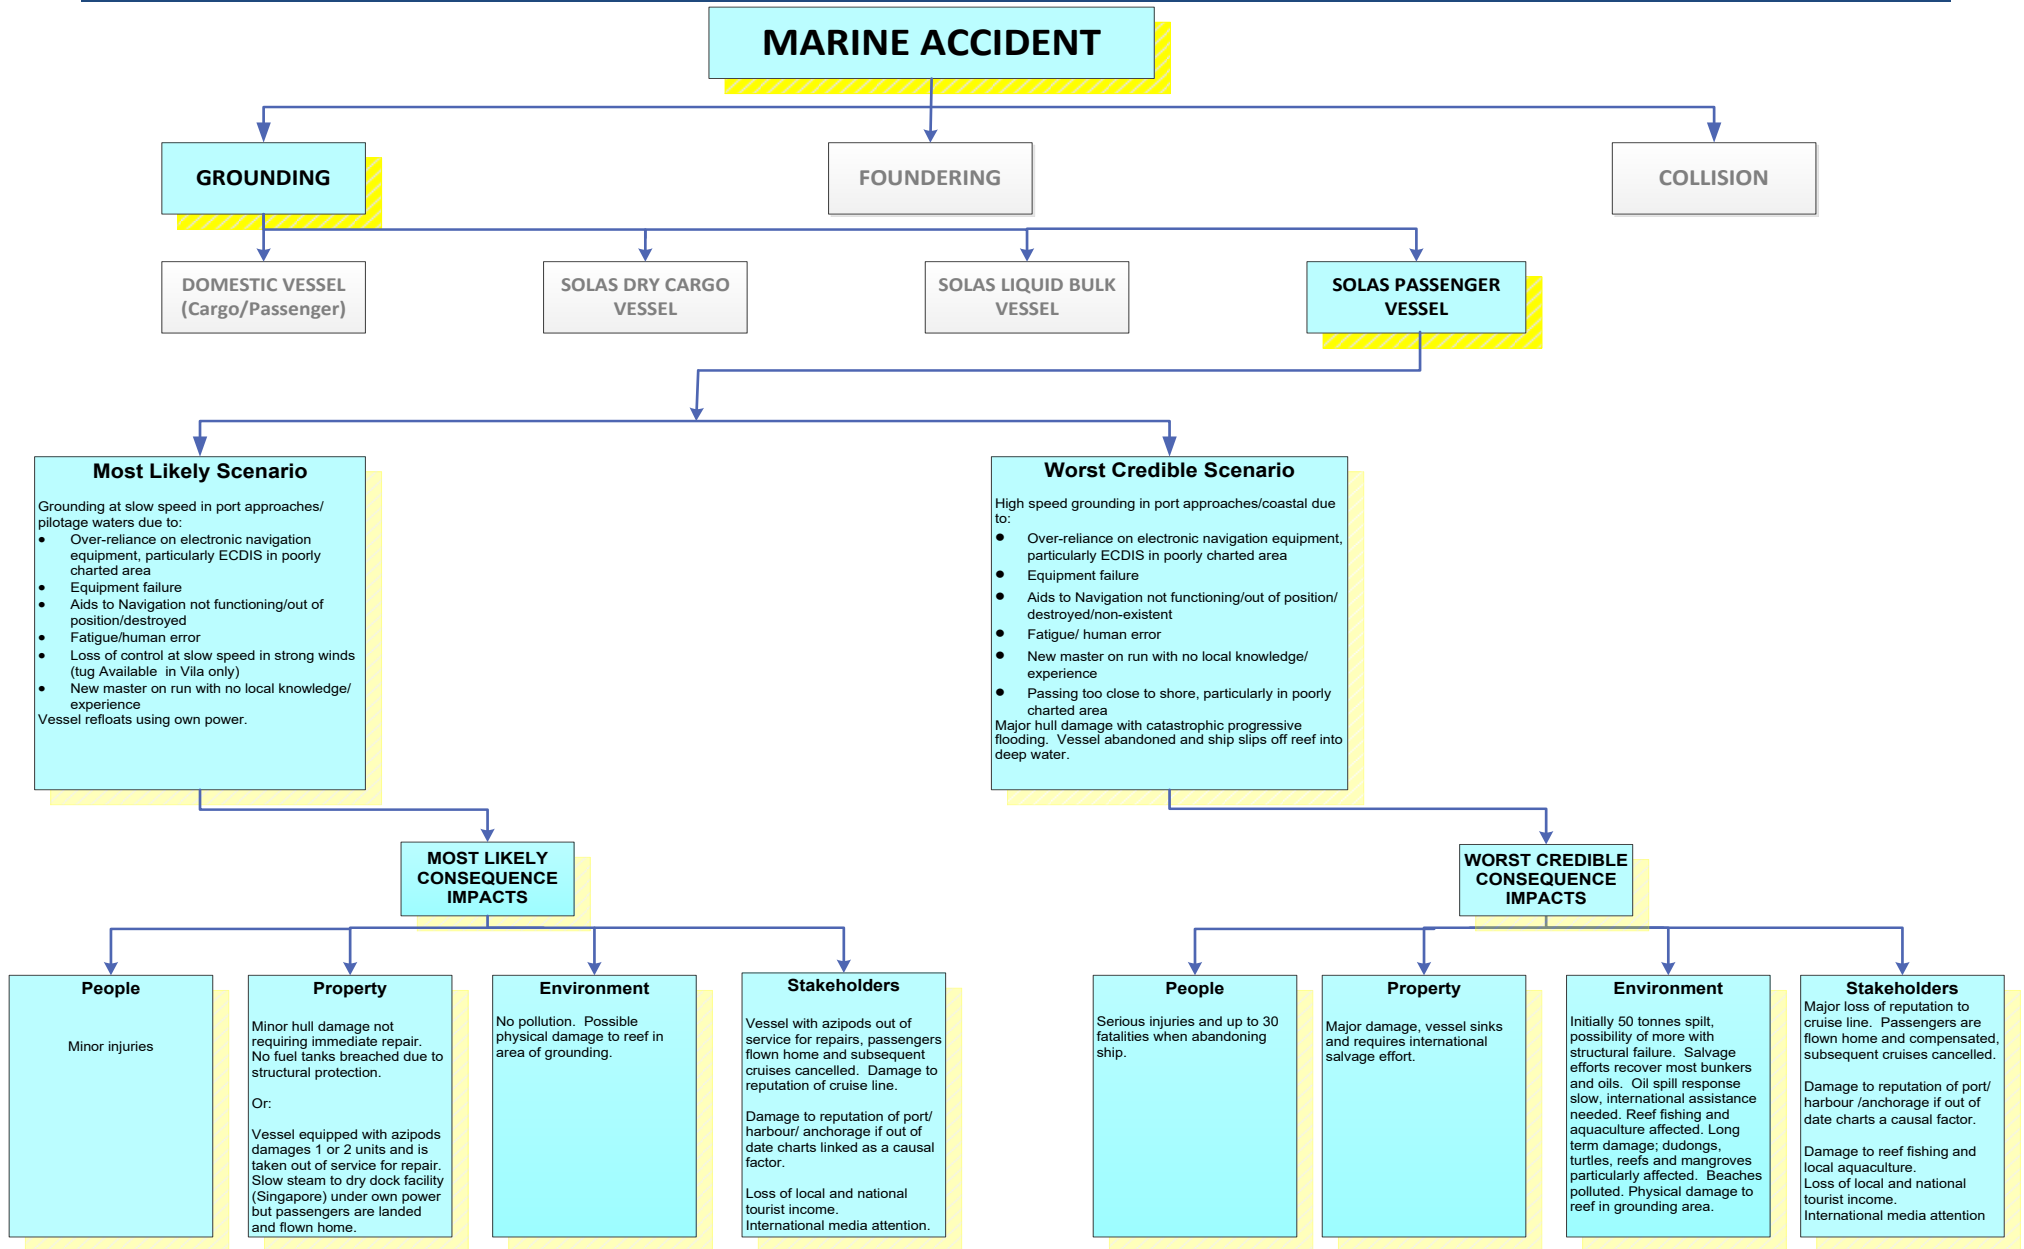 MARINE ACCIDENT
GROUNDING
FOUNDERING
COLLISION
DOMESTIC VESSEL
(Cargo/Passenger)
SOLAS DRY CARGO
VESSEL
SOLAS LIQUID BULK
VESSEL
SOLAS PASSENGER
VESSEL
Most Likely Scenario
Grounding at slow speed in port approaches/
pilotage waters due to:
• Over-reliance on electronic navigation
equipment, particularly ECDIS in poorly
charted area
• Equipment failure
• Aids to Navigation not functioning/out of
position/destroyed
• Fatigue/human error
• Loss of control at slow speed in strong winds
(tug Available  in Vila only)
• New master on run with no local knowledge/
experience
Vessel refloats using own power.
Worst Credible Scenario
High speed grounding in port approaches/coastal due
to:
• Over-reliance on electronic navigation equipment,
particularly ECDIS in poorly charted area
• Equipment failure
• Aids to Navigation not functioning/out of position/
destroyed/non-existent
• Fatigue/ human error
• New master on run with no local knowledge/
experience
• Passing too close to shore, particularly in poorly
charted area
Major hull damage with catastrophic progressive
flooding.  Vessel abandoned and ship slips off reef into
deep water.
MOST LIKELY
CONSEQUENCE
IMPACTS
WORST CREDIBLE
CONSEQUENCE
IMPACTS
People
Minor injuries
Property
Minor hull damage not
requiring immediate repair.
No fuel tanks breached due to
structural protection.
Or:
Vessel equipped with azipods
damages 1 or 2 units and is
taken out of service for repair.
Slow steam to dry dock facility
(Singapore) under own power
but passengers are landed
and flown home.
Environment
No pollution.  Possible
physical damage to reef in
area of grounding.
Stakeholders
Vessel with azipods out of
service for repairs, passengers
flown home and subsequent
cruises cancelled.  Damage to
reputation of cruise line.
Damage to reputation of port/
harbour/ anchorage if out of
date charts linked as a causal
factor.
Loss of local and national
tourist income.
International media attention.
People
Serious injuries and up to 30
fatalities when abandoning
ship.
Property
Major damage, vessel sinks
and requires international
salvage effort.
Environment
Initially 50 tonnes spilt,
possibility of more with
structural failure.  Salvage
efforts recover most bunkers
and oils.  Oil spill response
slow, international assistance
needed. Reef fishing and
aquaculture affected. Long
term damage; dudongs,
turtles, reefs and mangroves
particularly affected.  Beaches
polluted. Physical damage to
reef in grounding area.
Stakeholders
Major loss of reputation to
cruise line.  Passengers are
flown home and compensated,
subsequent cruises cancelled.
Damage to reputation of port/
harbour /anchorage if out of
date charts a causal factor.
Damage to reef fishing and
local aquaculture.
Loss of local and national
tourist income.
International media attention